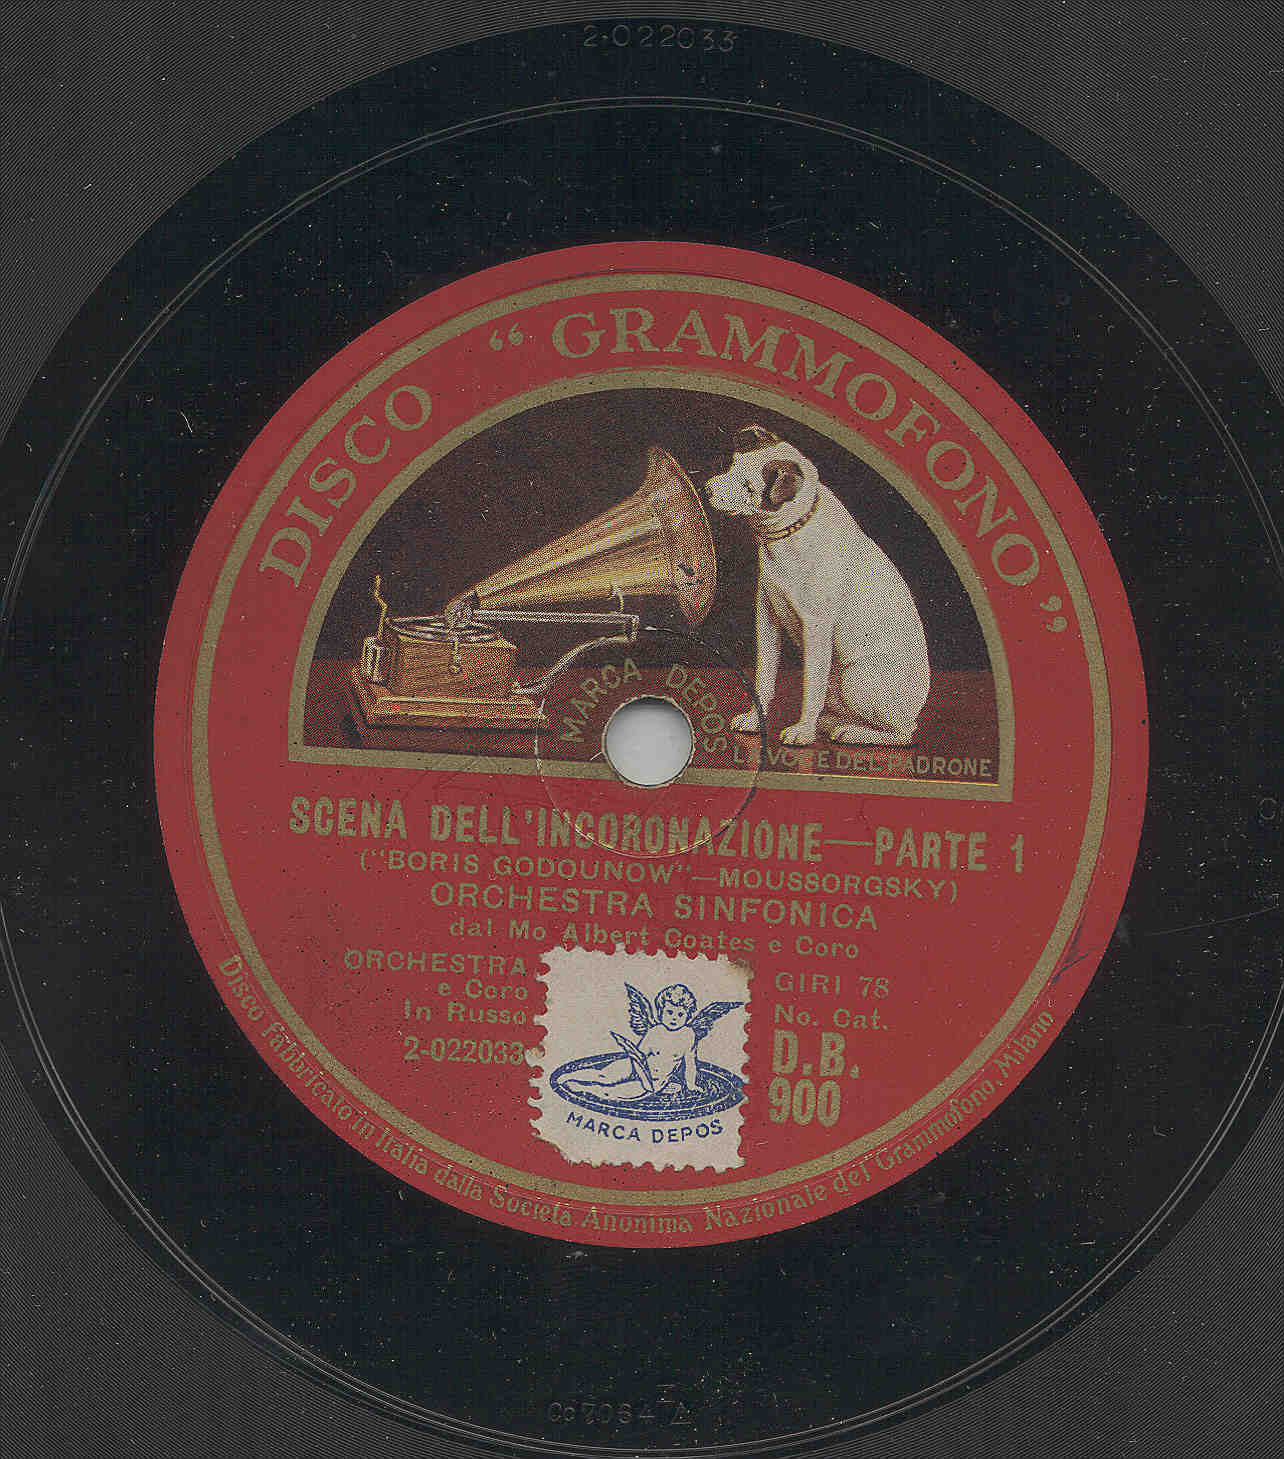 2-022033
DISCO "GRAMMOFONO"
MARCA DEPOS
LA VOCE DEL PADRONE
SCENA DELL'INCORONAZIONE—PARTE 1
("BORIS GODOUNOW"—MOUSSORGSKY)
ORCHESTRA SINFONICA
dal Mo Albert Coates e Coro
ORCHESTRA
e Coro
In Russo
2-022033
GIRI 78
No. Cat.
D.B.
900
MARCA DEPOS
Disco fabbricato in Italia dalla Societa Anonima Nazionale del Grammofono, Milano